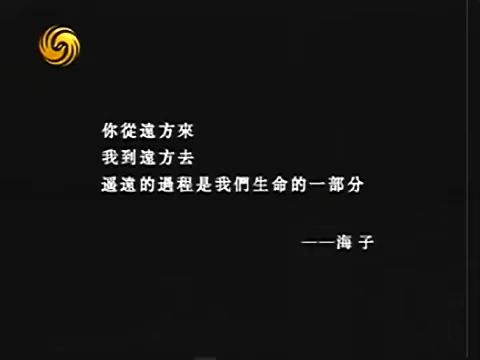 你從遠方來
我到遠方去
遥遠的過程是我們生命的一部分
——海子